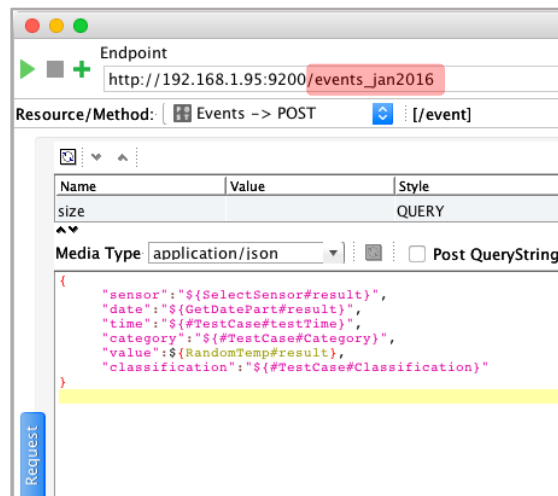 Endpoint
http://192.168.1.95:9200/events_jan2016
Resource/Method: Events -> POST [/event]
Name Value Style
size QUERY
Media Type application/json Post QueryString
{
"sensor":"${SelectSensor#result}",
"date":"${GetDatePart#result}",
"time":"${#TestCase#testTime}",
"category":"${#TestCase#Category}",
"value":${RandomTemp#result},
"classification":"${#TestCase#Classification}"
}
Request